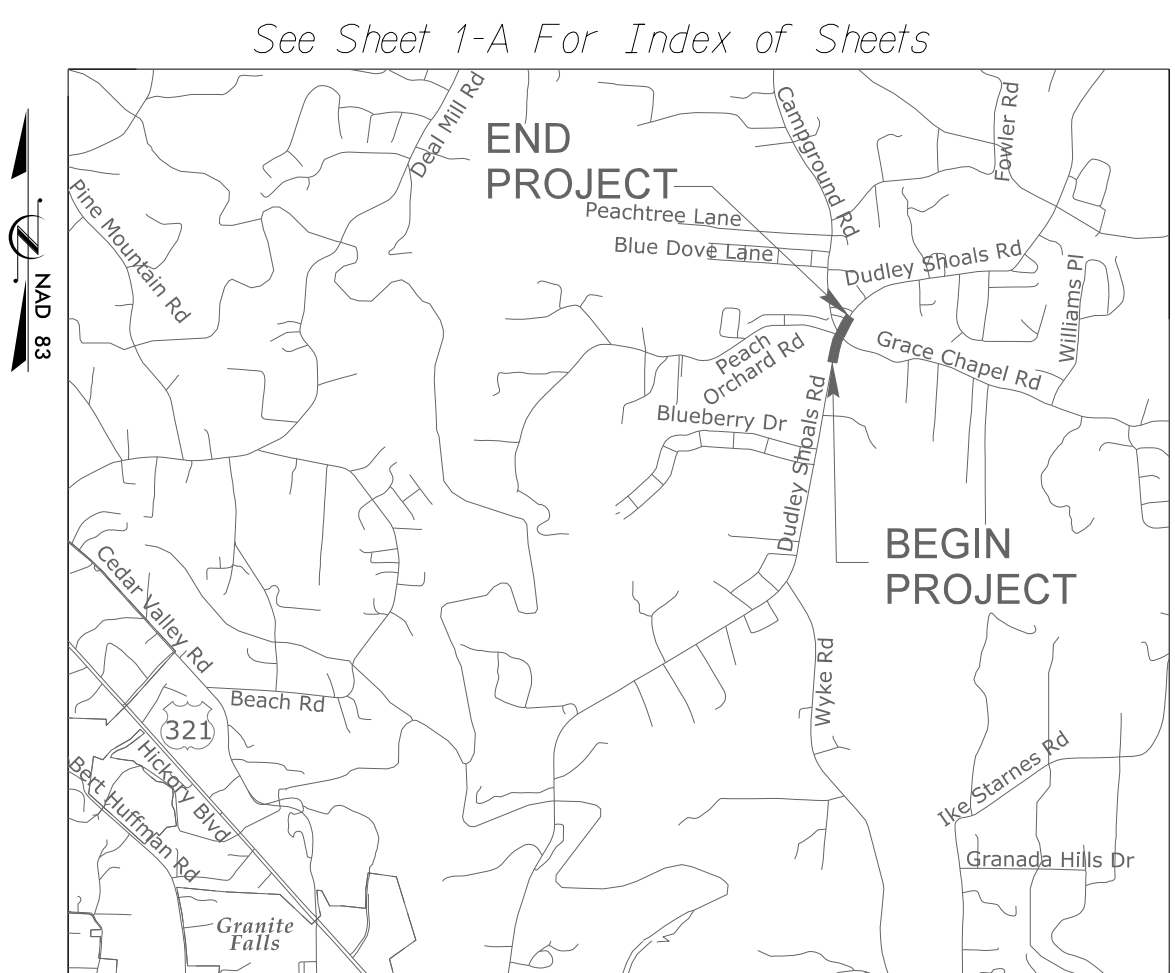 See Sheet 1-A For Index of Sheets
NAD 83
Deal Mill Rd
END
PROJECT
Campground Rd
Fowler Rd
Pine Mountain Rd
Peachtree Lane
Blue Dove Lane
Dudley Shoals Rd
Williams Pl
Peach
Orchard Rd
Grace Chapel Rd
Blueberry Dr
Dudley Shoals Rd
BEGIN
PROJECT
Cedar Valley Rd
Beach Rd
321
Wyke Rd
Hickory Blvd
Bert Huffman Rd
Ike Starnes Rd
Granada Hills Dr
Granite
Falls